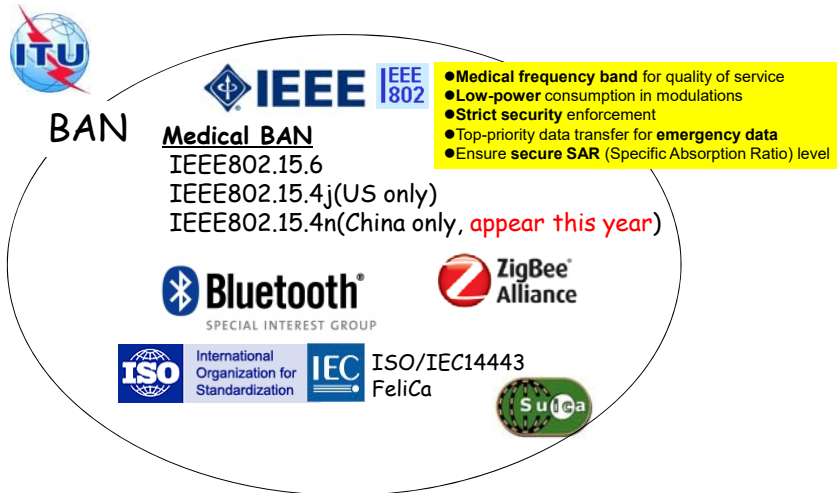 ITU
IEEE
IEEE
802
●Medical frequency band for quality of service
●Low-power consumption in modulations
●Strict security enforcement
●Top-priority data transfer for emergency data
●Ensure secure SAR (Specific Absorption Ratio) level
BAN
Medical BAN
IEEE802.15.6
IEEE802.15.4j(US only)
IEEE802.15.4n(China only, appear this year)
Bluetooth®
SPECIAL INTEREST GROUP
ZigBee®
Alliance
ISO
International
Organization for
Standardization
IEC
ISO/IEC14443
FeliCa
Suica